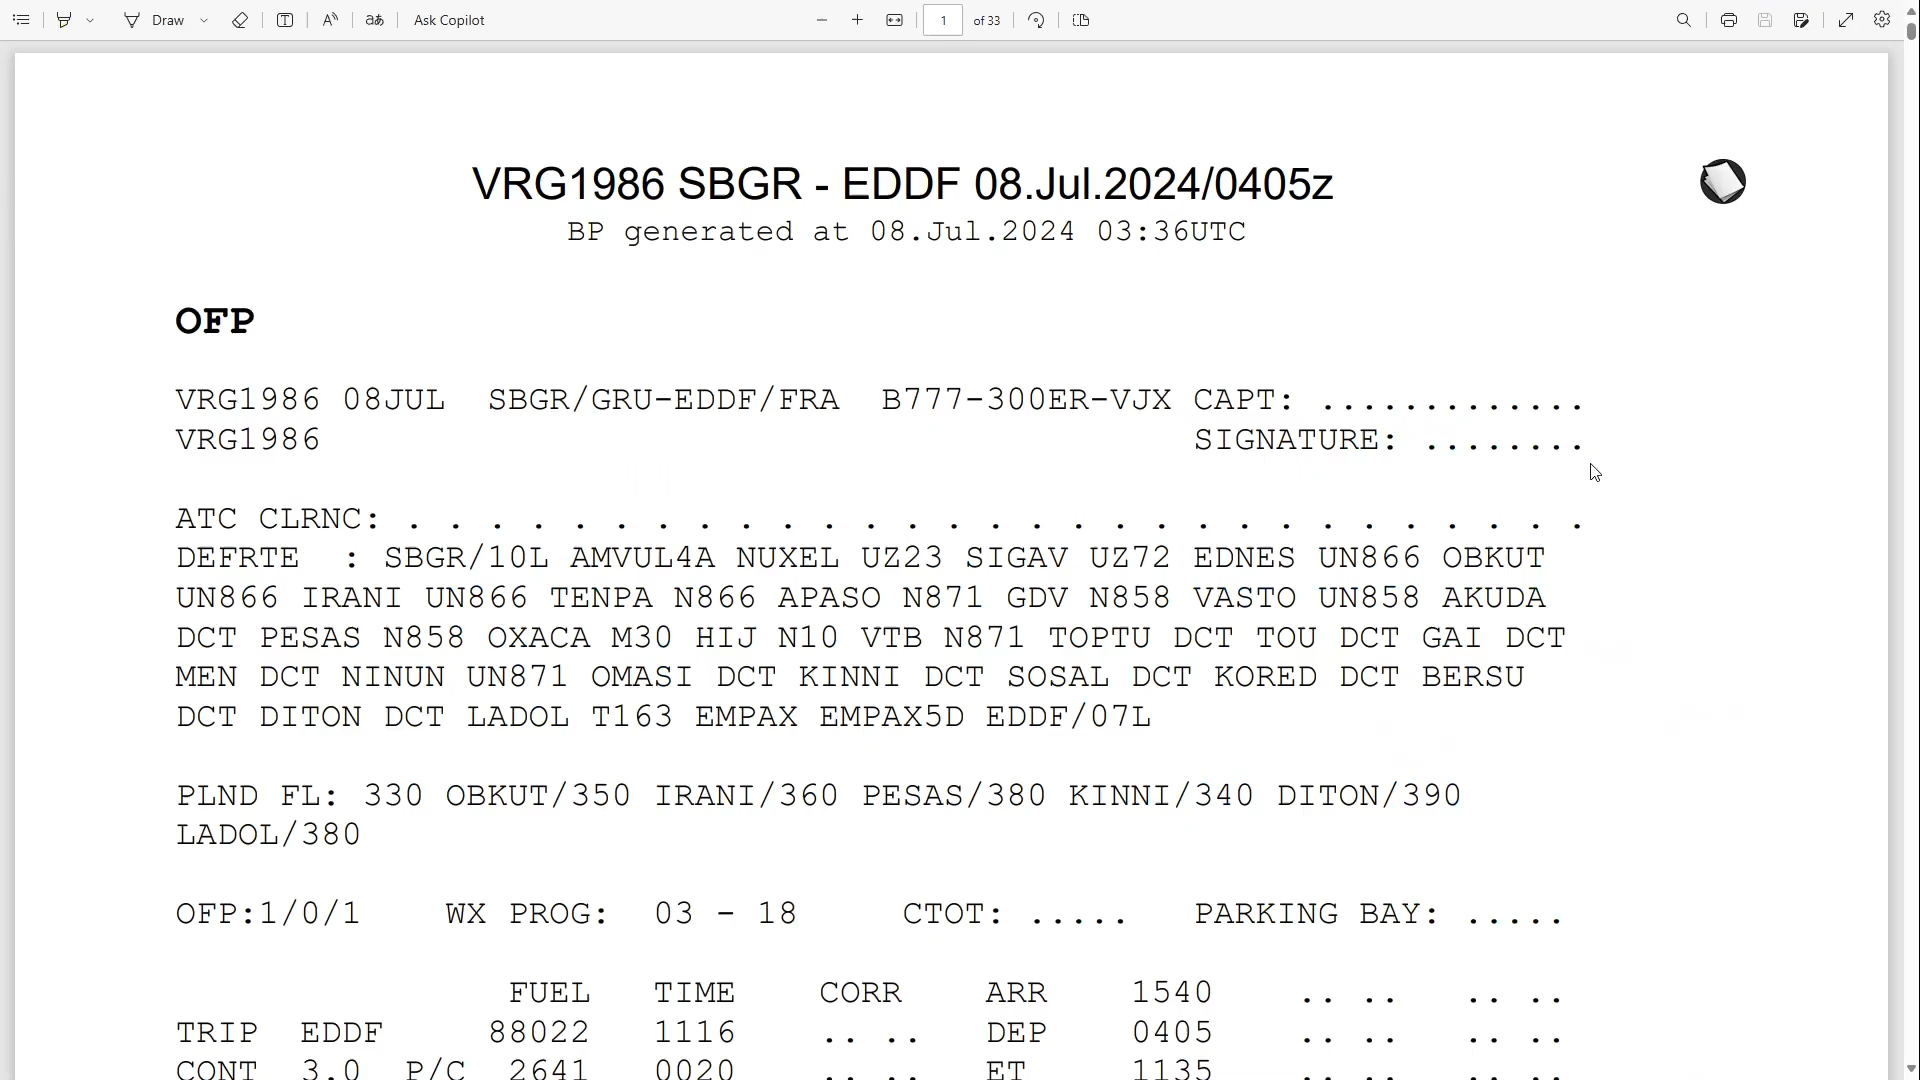 Draw
Ask Copilot
1 of 33
VRG1986 SBGR - EDDF 08.Jul.2024/0405z
BP generated at 08.Jul.2024 03:36UTC
OFP
VRG1986 08JUL SBGR/GRU-EDDF/FRA B777-300ER-VJX CAPT: .............
VRG1986 SIGNATURE: ........
ATC CLRNC: . . . . . . . . . . . . . . . . . . . . . . . . . . . . .
DEFRTE : SBGR/10L AMVUL4A NUXEL UZ23 SIGAV UZ72 EDNES UN866 OBKUT
UN866 IRANI UN866 TENPA N866 APASO N871 GDV N858 VASTO UN858 AKUDA
DCT PESAS N858 OXACA M30 HIJ N10 VTB N871 TOPTU DCT TOU DCT GAI DCT
MEN DCT NINUN UN871 OMASI DCT KINNI DCT SOSAL DCT KORED DCT BERSU
DCT DITON DCT LADOL T163 EMPAX EMPAX5D EDDF/07L
PLND FL: 330 OBKUT/350 IRANI/360 PESAS/380 KINNI/340 DITON/390
LADOL/380
OFP:1/0/1 WX PROG: 03 - 18 CTOT: ..... PARKING BAY: .....
FUEL TIME CORR ARR 1540 .. .. .. ..
TRIP EDDF 88022 1116 .. .. DEP 0405 .. .. .. ..
CONT 3.0 P/C 2641 0020 .. .. ET 1135 .. .. .. ..